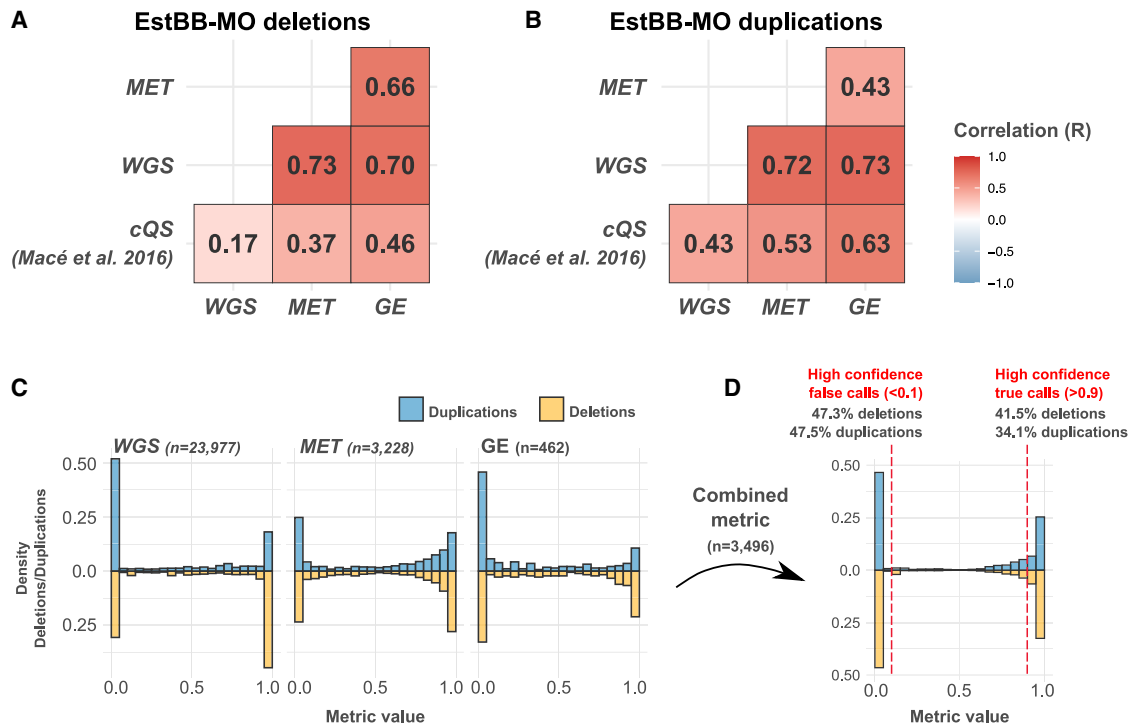 A
EstBB-MO deletions
MET
0.66
WGS
0.73
0.70
cQS
(Macé et al. 2016)
0.17
0.37
0.46
WGS
MET
GE
B
EstBB-MO duplications
MET
0.43
WGS
0.72
0.73
cQS
(Macé et al. 2016)
0.43
0.53
0.63
WGS
MET
GE
Correlation (R)
1.0
0.5
0.0
−0.5
−1.0
C
Duplications
Deletions
WGS (n=23,977)
MET (n=3,228)
GE (n=462)
Density
Deletions/Duplications
0.50
0.25
0.0
0.25
0.0
0.5
1.0
0.0
0.5
1.0
0.0
0.5
1.0
Metric value
Combined
metric
(n=3,496)
D
High confidence
false calls (<0.1)
47.3% deletions
47.5% duplications
High confidence
true calls (>0.9)
41.5% deletions
34.1% duplications
0.50
0.25
0.0
0.25
0.50
0.0
0.5
1.0
Metric value